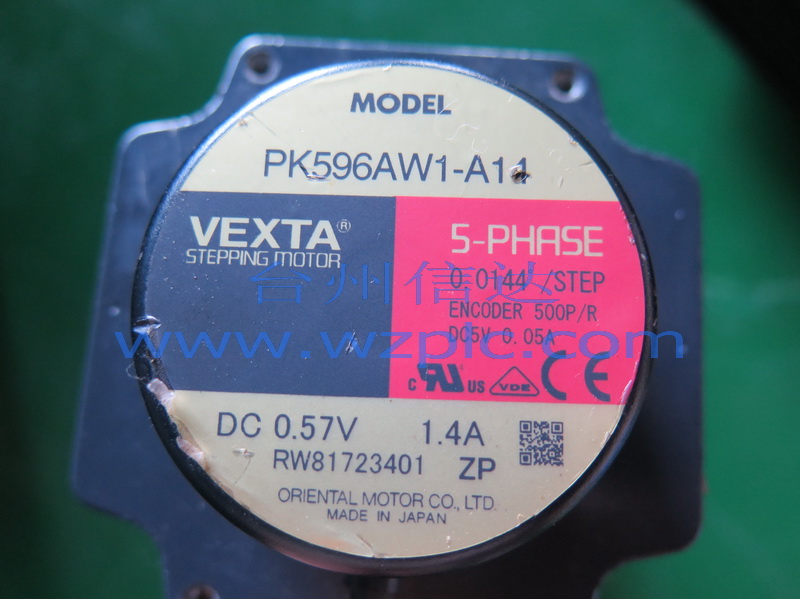 MODEL
PK596AW1-A14
VEXTA®
STEPPING MOTOR
5-PHASE
0.0144°/STEP
ENCODER 500P/R
DC5V 0.05A
C UL US VDE CE
DC 0.57V 1.4A
RW81723401 ZP
ORIENTAL MOTOR CO., LTD.
MADE IN JAPAN
台州信达
www.wzplc.com